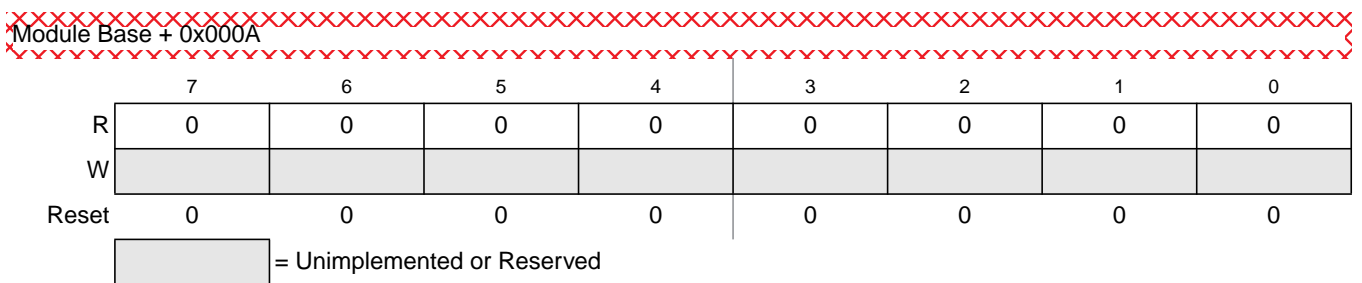 Module Base + 0x000A
7 6 5 4 3 2 1 0
R 0 0 0 0 0 0 0 0
W
Reset 0 0 0 0 0 0 0 0
= Unimplemented or Reserved